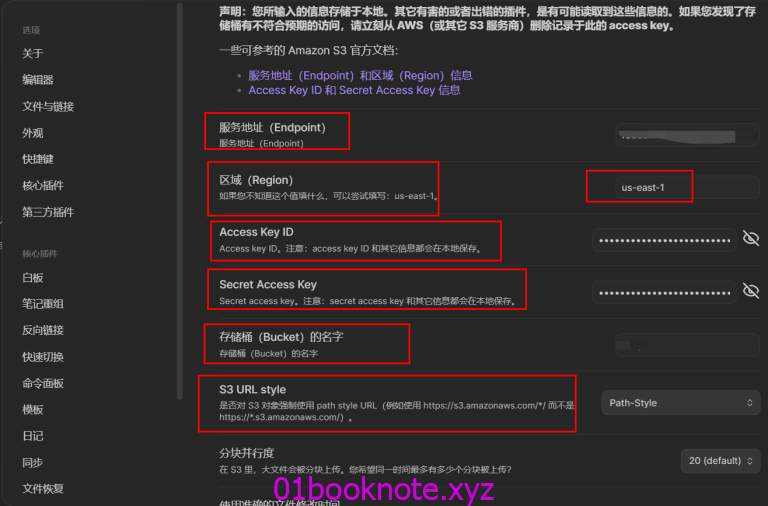 选项
关于
编辑器
文件与链接
外观
快捷键
核心插件
第三方插件
核心插件
白板
笔记重组
反向链接
快速切换
命令面板
模板
日记
同步
文件恢复
声明：您所输入的信息存储于本地。其它有害的或者出错的插件，是有可能读取到这些信息的。如果您发现了存
储桶有不符合预期的访问，请立刻从 AWS（或其它 S3 服务商）删除记录于此的 access key。
一些可参考的 Amazon S3 官方文档：
服务地址（Endpoint）和区域（Region）信息
Access Key ID 和 Secret Access Key 信息
服务地址（Endpoint）
服务地址（Endpoint）
区域（Region）
如果您不知道这个值填什么，可以尝试填写：us-east-1。
us-east-1
Access Key ID
Access key ID。注意：access key ID 和其它信息都会在本地保存。
Secret Access Key
Secret access key。注意：secret access key 和其它信息都会在本地保存。
存储桶（Bucket）的名字
存储桶（Bucket）的名字
S3 URL style
是否对 S3 对象强制使用 path style URL（例如使用 https://s3.amazonaws.com/*/ 而不是
https://*.s3.amazonaws.com/）。
Path-Style
分块并行度
在 S3 里，大文件会被分块上传。您希望同一时间最多有多少个分块被上传？
20 (default)
01booknote.xyz
使用准确的文件修改时间